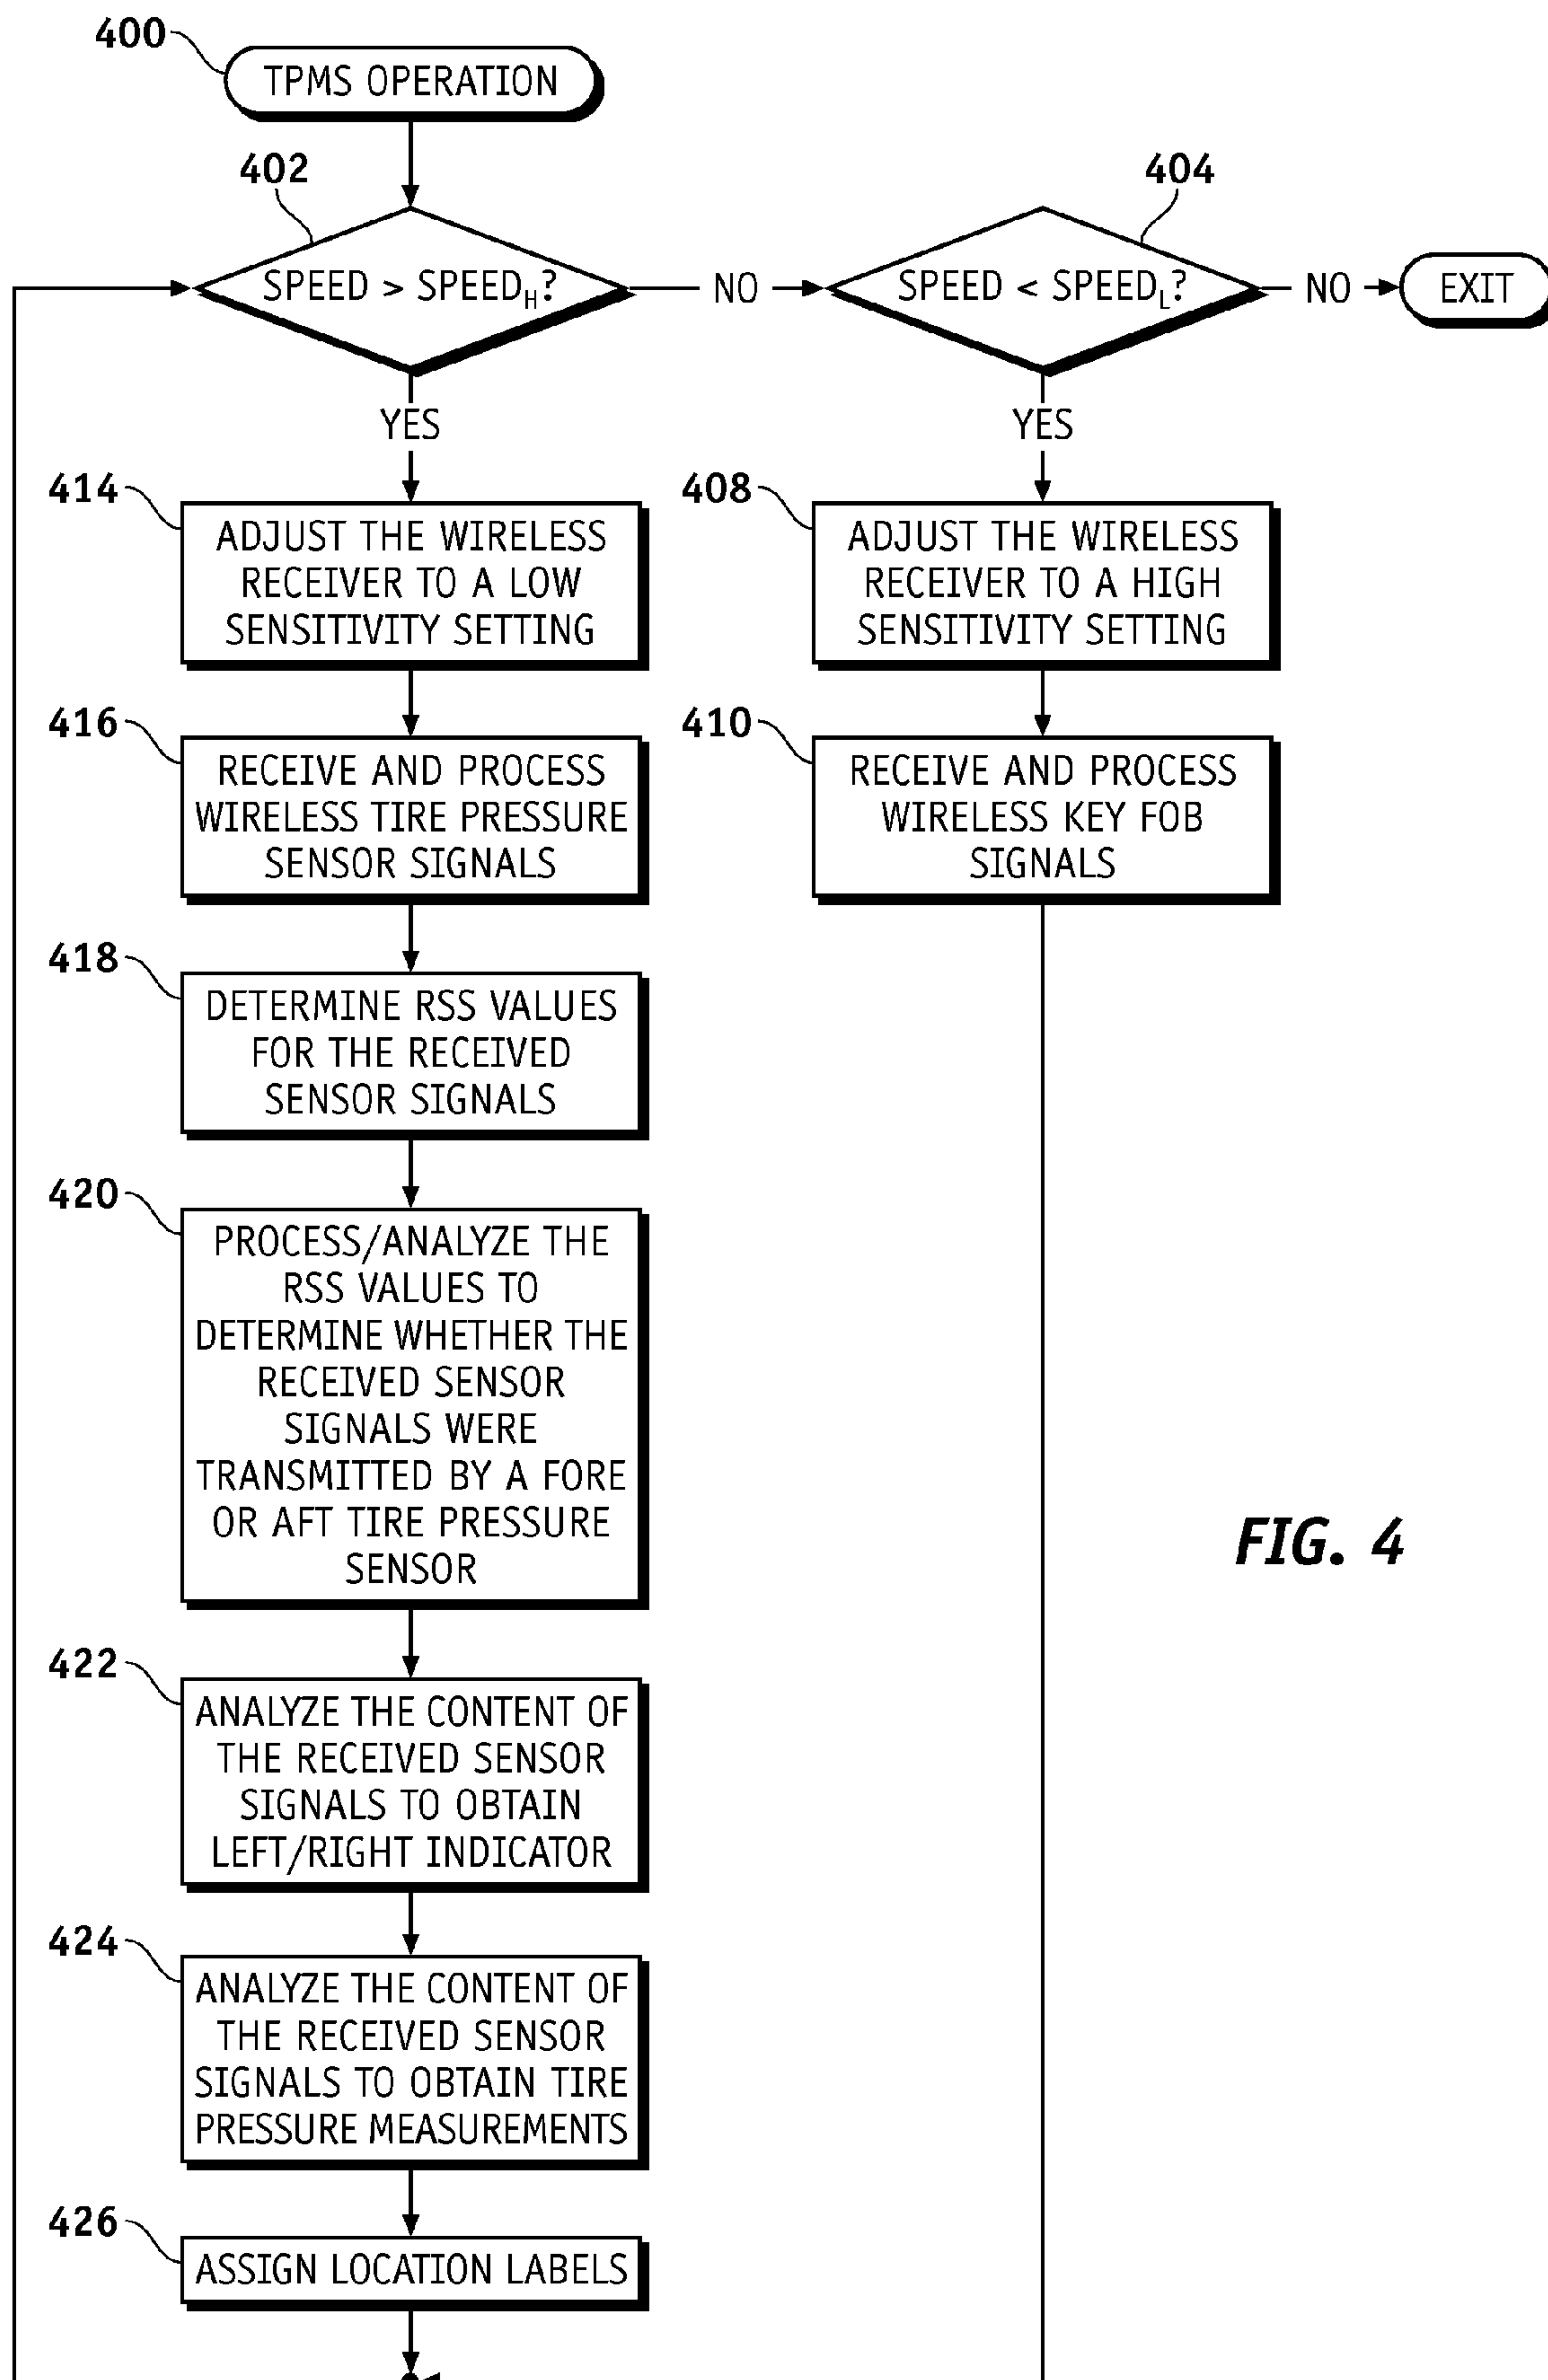 400
TPMS OPERATION
402
404
SPEED > SPEEDH?
NO
SPEED < SPEEDL?
NO
EXIT
YES
YES
414
ADJUST THE WIRELESS
RECEIVER TO A LOW
SENSITIVITY SETTING
408
ADJUST THE WIRELESS
RECEIVER TO A HIGH
SENSITIVITY SETTING
416
RECEIVE AND PROCESS
WIRELESS TIRE PRESSURE
SENSOR SIGNALS
410
RECEIVE AND PROCESS
WIRELESS KEY FOB
SIGNALS
418
DETERMINE RSS VALUES
FOR THE RECEIVED
SENSOR SIGNALS
420
PROCESS/ANALYZE THE
RSS VALUES TO
DETERMINE WHETHER THE
RECEIVED SENSOR
SIGNALS WERE
TRANSMITTED BY A FORE
OR AFT TIRE PRESSURE
SENSOR
FIG. 4
422
ANALYZE THE CONTENT OF
THE RECEIVED SENSOR
SIGNALS TO OBTAIN
LEFT/RIGHT INDICATOR
424
ANALYZE THE CONTENT OF
THE RECEIVED SENSOR
SIGNALS TO OBTAIN TIRE
PRESSURE MEASUREMENTS
426
ASSIGN LOCATION LABELS